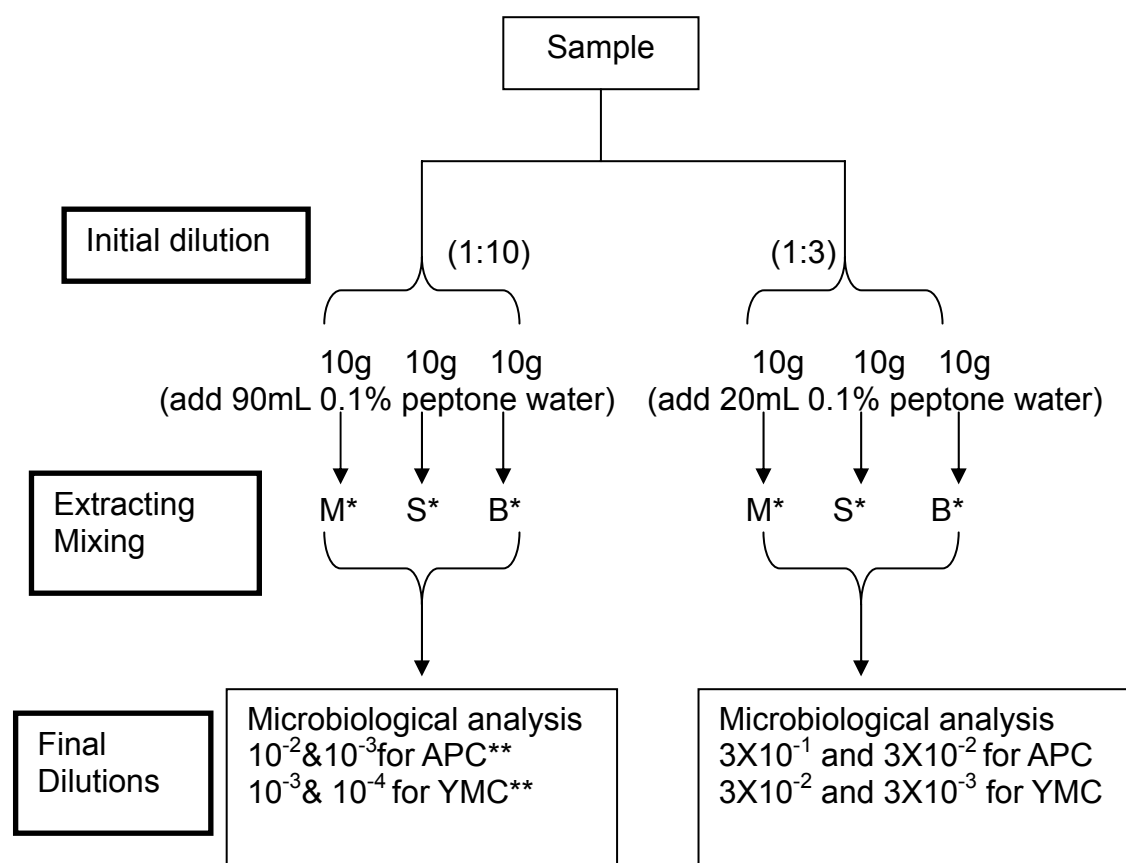 Sample
Initial dilution
(1:10)
(1:3)
10g 10g 10g
(add 90mL 0.1% peptone water)
10g 10g 10g
(add 20mL 0.1% peptone water)
Extracting
Mixing
M* S* B*
M* S* B*
Final
Dilutions
Microbiological analysis
10⁻²&10⁻³for APC**
10⁻³& 10⁻⁴ for YMC**
Microbiological analysis
3X10⁻¹ and 3X10⁻² for APC
3X10⁻² and 3X10⁻³ for YMC